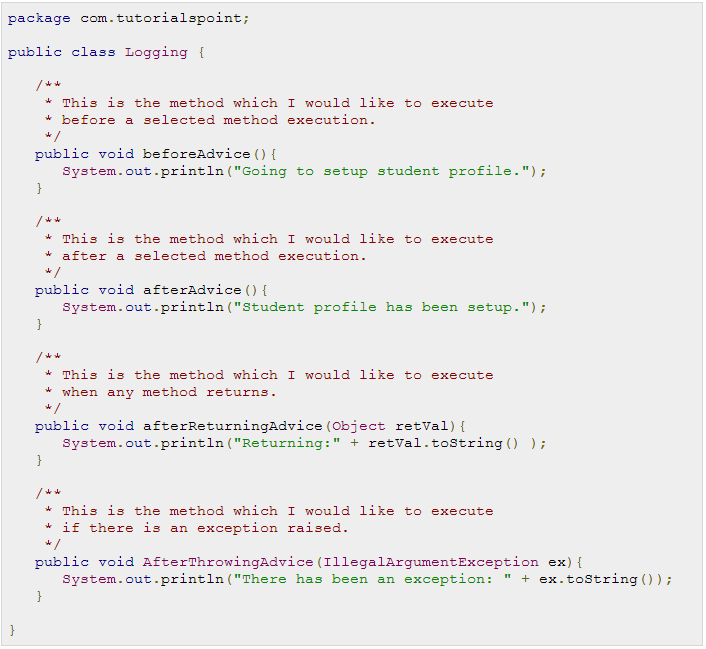 package com.tutorialspoint;

public class Logging {

   /**
    * This is the method which I would like to execute
    * before a selected method execution.
    */
   public void beforeAdvice(){
      System.out.println("Going to setup student profile.");
   }

   /**
    * This is the method which I would like to execute
    * after a selected method execution.
    */
   public void afterAdvice(){
      System.out.println("Student profile has been setup.");
   }

   /**
    * This is the method which I would like to execute
    * when any method returns.
    */
   public void afterReturningAdvice(Object retVal){
      System.out.println("Returning:" + retVal.toString() );
   }

   /**
    * This is the method which I would like to execute
    * if there is an exception raised.
    */
   public void AfterThrowingAdvice(IllegalArgumentException ex){
      System.out.println("There has been an exception: " + ex.toString());
   }

}